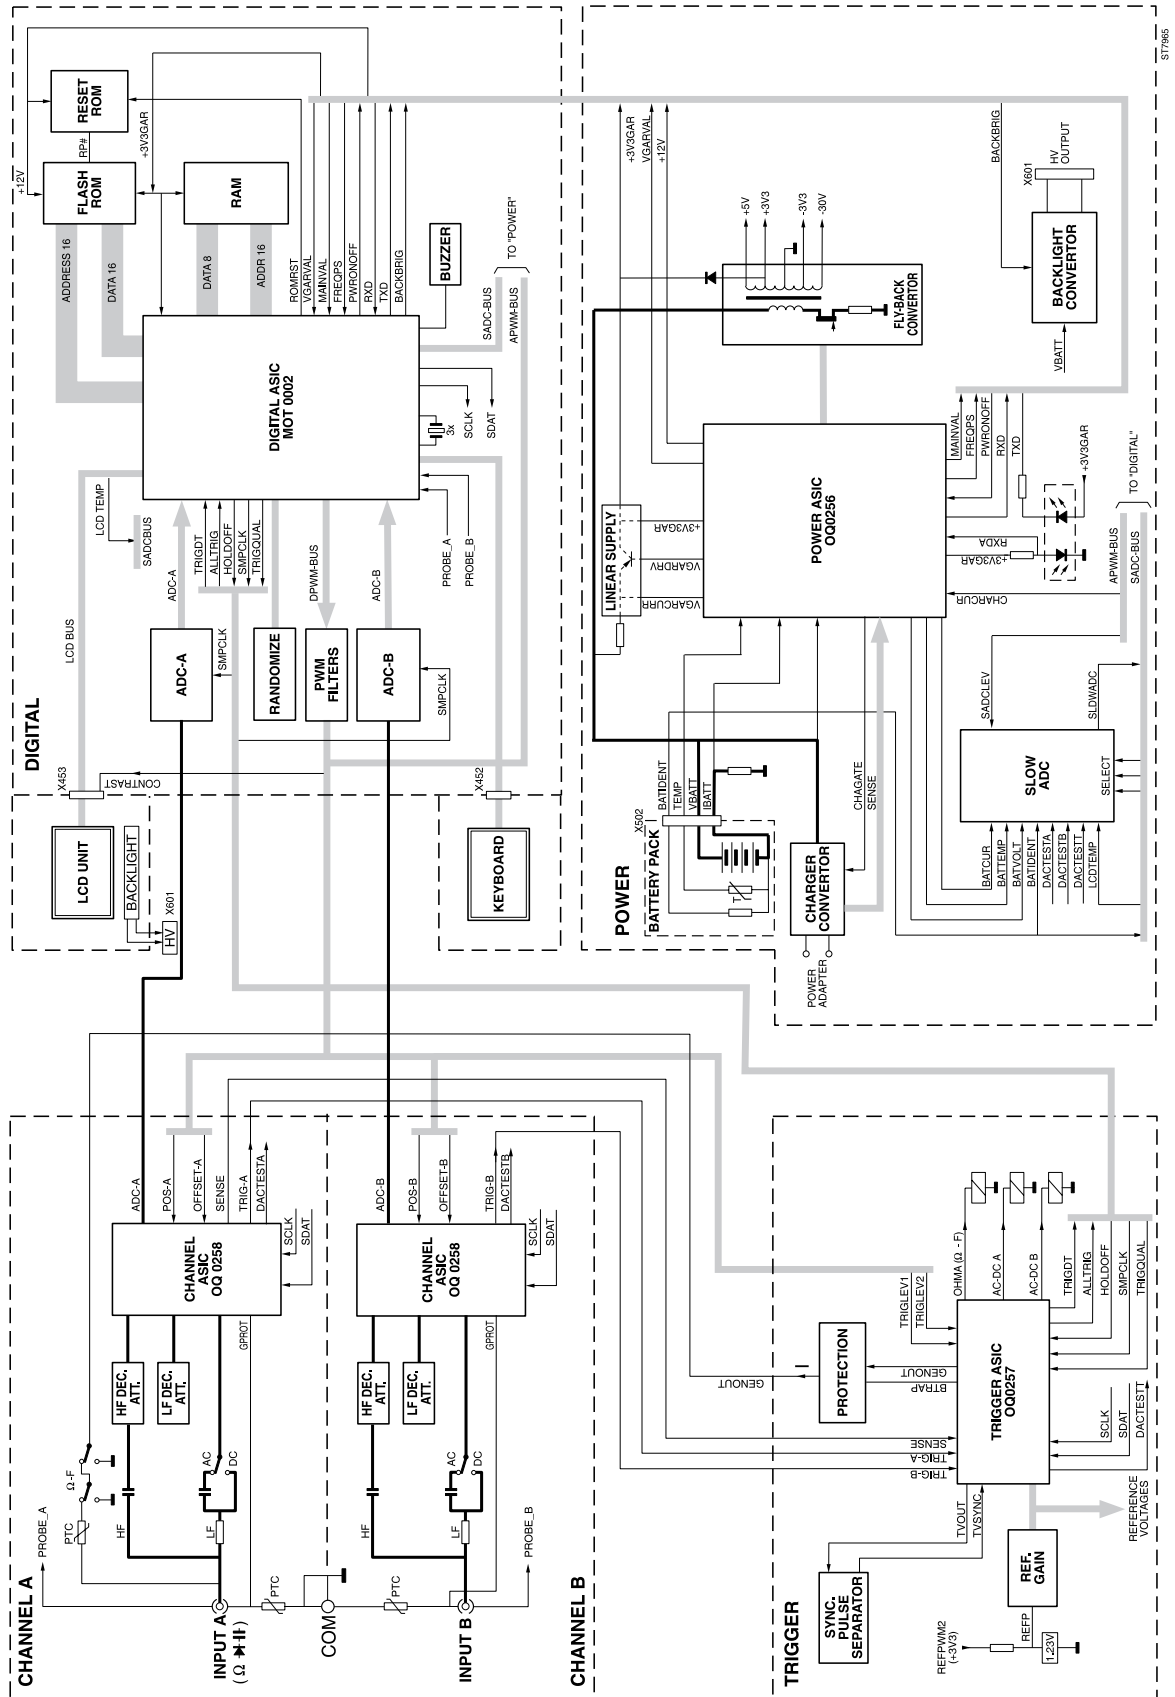 ST7965
DIGITAL
RESET
ROM
RP#
+12V
+3V3GAR
FLASH
ROM
RAM
ADDRESS 16
DATA 16
DATA 8
ADDR 16
ROMRST
VGARVAL
MAINVAL
FREQPS
PWRONOFF
RXD
TXD
BACKBRIG
BUZZER
TO "POWER"
SADC-BUS
APWM-BUS
DIGITAL ASIC
MOT 0002
3x
SCLK
SDAT
LCD TEMP
SADCBUS
LCD BUS
ADC-A
TRIGDT
ALLTRIG
HOLDOFF
SMPCLK
TRIGQUAL
DPWM-BUS
ADC-B
PROBE_A
PROBE_B
ADC-A
SMPCLK
RANDOMIZE
PWM
FILTERS
ADC-B
SMPCLK
X453
CONTRAST
X452
LCD UNIT
BACKLIGHT
X601
HV
KEYBOARD
+3V3GAR
VGARVAL
+12V
+5V
+3V3
-3V3
-30V
FLY-BACK
CONVERTOR
BACKBRIG
X601
HV
OUTPUT
BACKLIGHT
CONVERTOR
VBATT
LINEAR SUPPLY
+3V3GAR
VGARDRV
VGARCURR
POWER ASIC
OQ0256
MAINVAL
FREQPS
PWRONOFF
RXD
TXD
+3V3GAR
RXDA
+3V3GAR
CHARCUR
TO "DIGITAL"
APWM-BUS
SADC-BUS
SADCLEV
SLDWADC
SLOW
ADC
SELECT
BATCUR
BATTEMP
BATVOLT
BATIDENT
DACTESTA
DACTESTB
DACTESTT
LCDTEMP
BATIDENT
TEMP
VBATT
IBATT
X502
CHAGATE
SENSE
POWER
BATTERY PACK
T
CHARGER
CONVERTOR
POWER
ADAPTER
CHANNEL A
ADC-A
POS-A
OFFSET-A
SENSE
TRIG-A
DACTESTA
CHANNEL
ASIC
OQ 0258
SCLK
SDAT
GPROT
HF DEC.
ATT.
LF DEC.
ATT.
AC
DC
Ω-F
PTC
PROBE_A
HF
LF
PTC
INPUT A
( Ω )
COM
CHANNEL B
ADC-B
POS-B
OFFSET-B
TRIG-B
DACTESTB
CHANNEL
ASIC
OQ 0258
SCLK
SDAT
GPROT
HF DEC.
ATT.
LF DEC.
ATT.
AC
DC
HF
LF
PTC
PROBE_B
INPUT B
TRIGGER
OHMA (Ω - F)
AC-DC A
AC-DC B
TRIGDT
ALLTRIG
HOLDOFF
SMPCLK
TRIGQUAL
TRIGLEV1
TRIGLEV2
PROTECTION
GENOUT
GENOUT
BTRAP
TRIGGER ASIC
OQ0257
SENSE
TRIG-A
TRIG-B
SCLK
SDAT
DACTESTT
TVOUT
TVSYNC
REFERENCE
VOLTAGES
SYNC.
PULSE
SEPARATOR
REF.
GAIN
REFP
REFPWM2
(+3V3)
1.23V